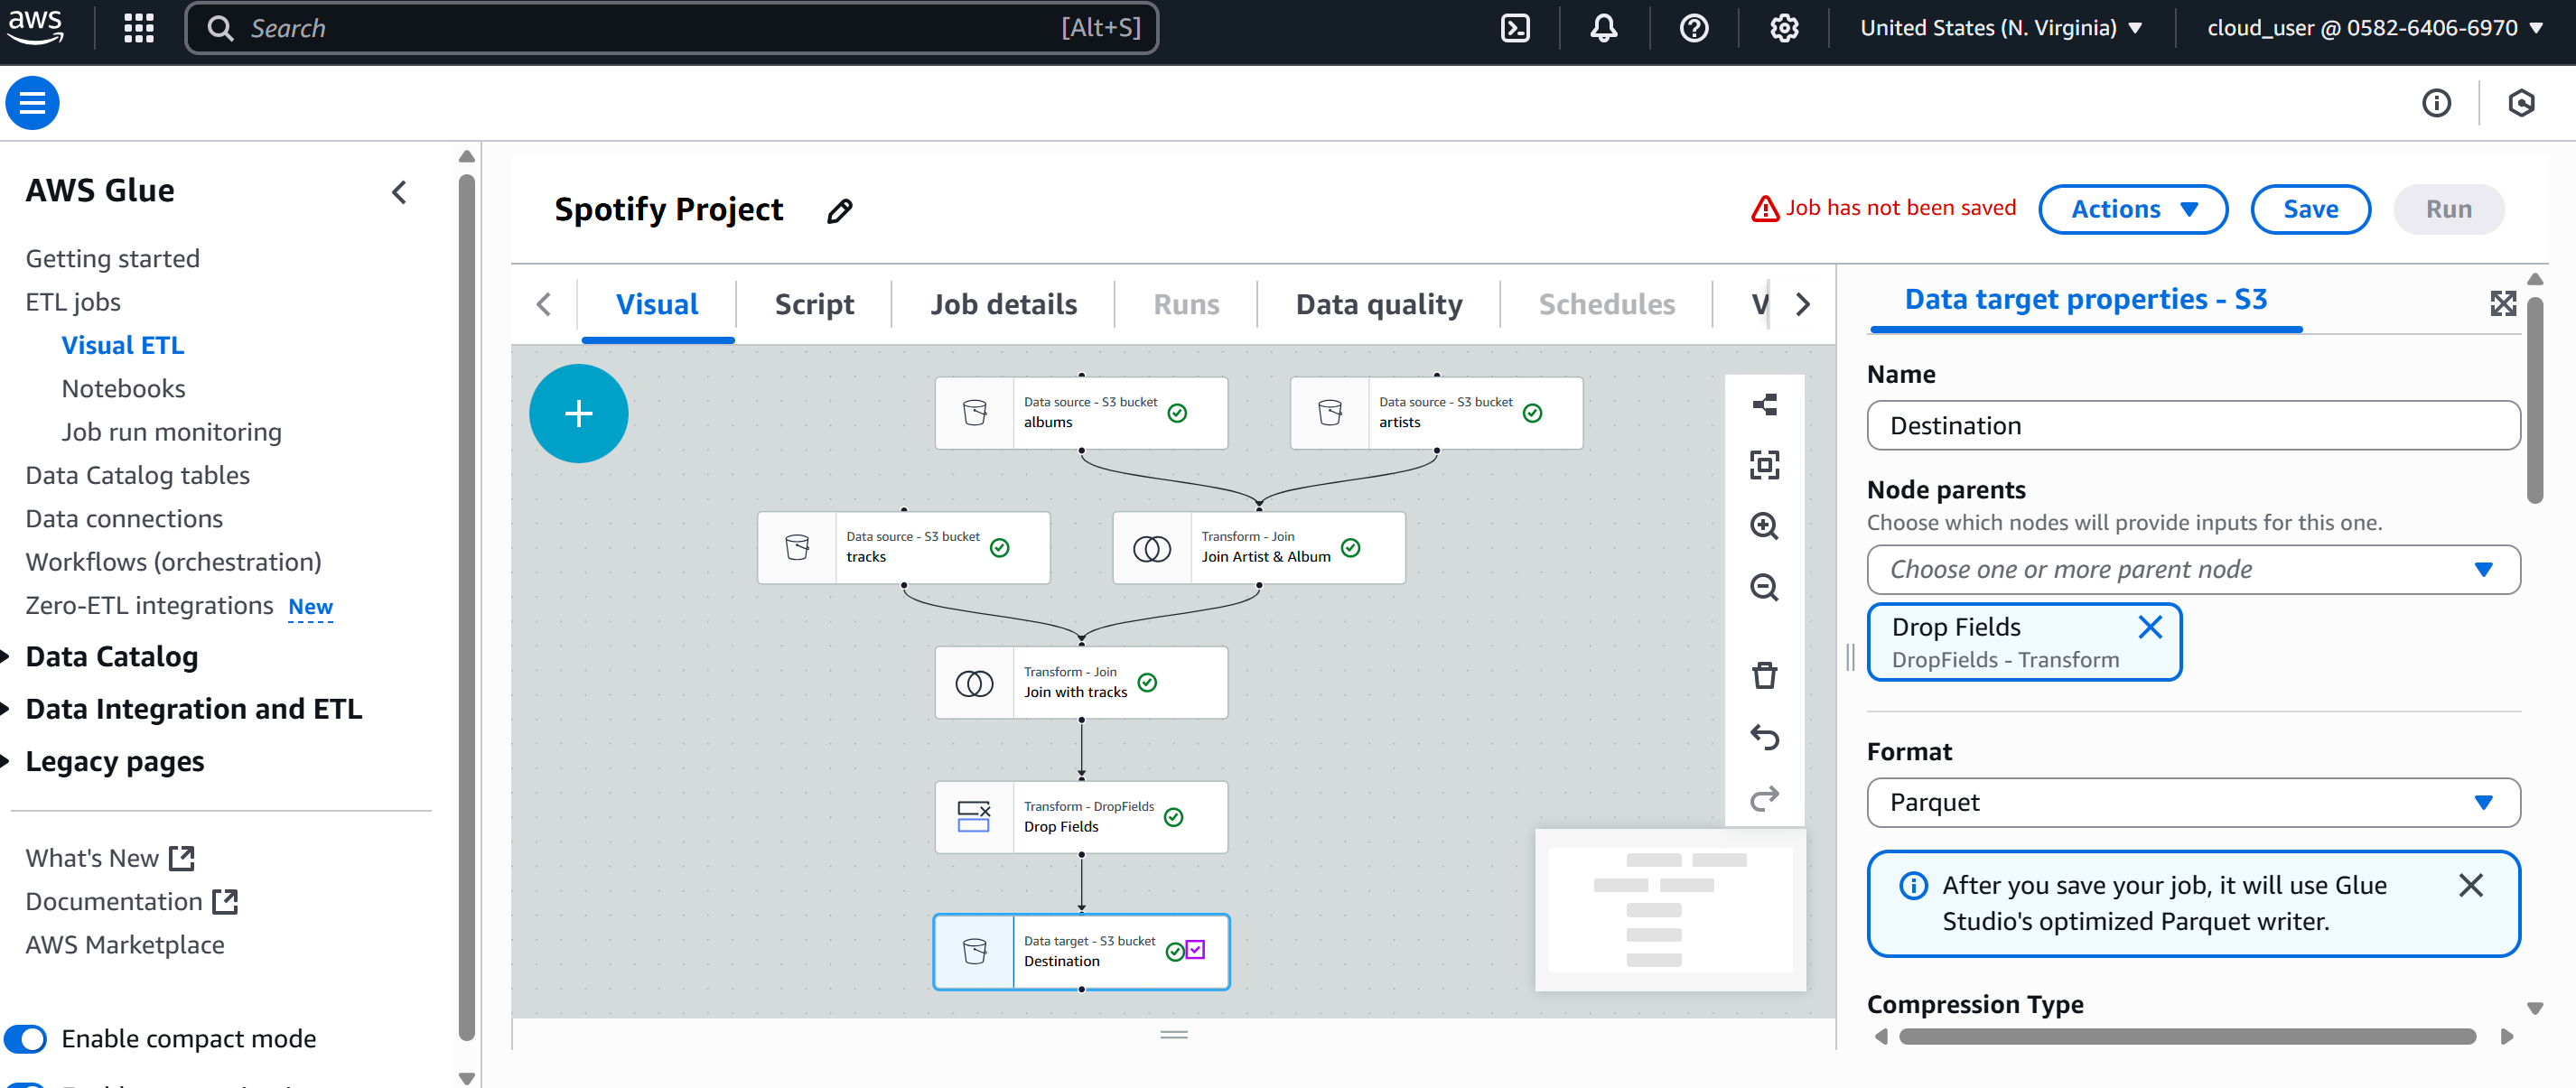 aws
Search
[Alt+S]
United States (N. Virginia)
cloud_user @ 0582-6406-6970
AWS Glue
Getting started
ETL jobs
Visual ETL
Notebooks
Job run monitoring
Data Catalog tables
Data connections
Workflows (orchestration)
Zero-ETL integrations New
Data Catalog
Data Integration and ETL
Legacy pages
What's New
Documentation
AWS Marketplace
Enable compact mode
Spotify Project
Job has not been saved
Actions
Save
Run
Visual
Script
Job details
Runs
Data quality
Schedules
Data source - S3 bucket
albums
Data source - S3 bucket
artists
Data source - S3 bucket
tracks
Transform - Join
Join Artist & Album
Transform - Join
Join with tracks
Transform - DropFields
Drop Fields
Data target - S3 bucket
Destination
Data target properties - S3
Name
Destination
Node parents
Choose which nodes will provide inputs for this one.
Choose one or more parent node
Drop Fields
DropFields - Transform
Format
Parquet
After you save your job, it will use Glue
Studio's optimized Parquet writer.
Compression Type